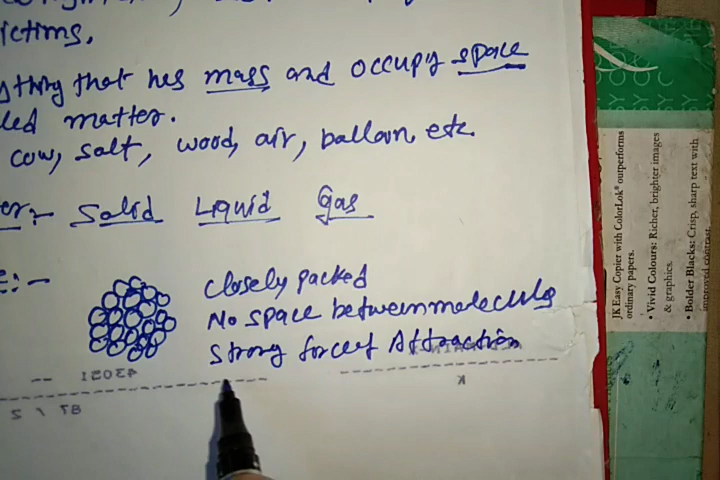 ictims,
ything that has mass and occupy space
led matter.
cow, salt, wood, air, balloon, etc.
er:- Solid Liquid Gas
e:-
Closely packed
No space between molecules
Strong force of Attraction
JK Easy Copier with ColorLok® outperforms
ordinary papers.
• Vivid Colours: Richer, brighter images
& graphics.
• Bolder Blacks: Crisp, sharp text with
improved contrast.